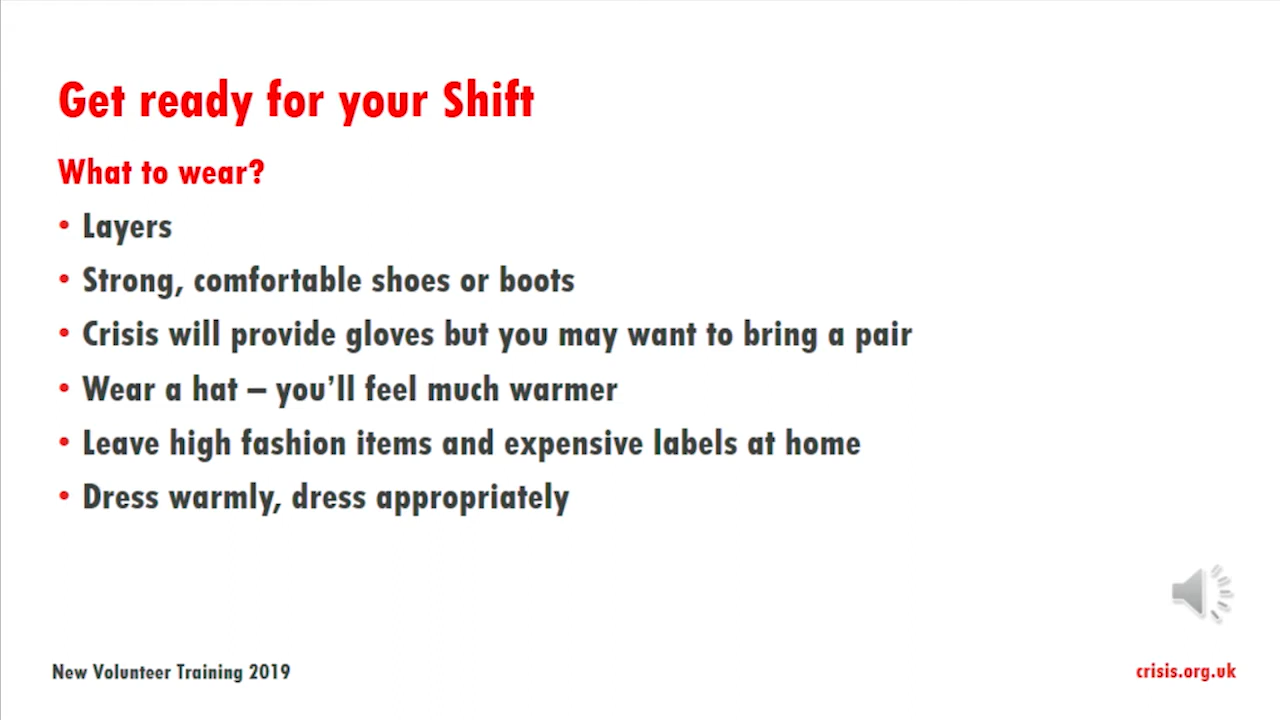 Get ready for your Shift
What to wear?
• Layers
• Strong, comfortable shoes or boots
• Crisis will provide gloves but you may want to bring a pair
• Wear a hat – you’ll feel much warmer
• Leave high fashion items and expensive labels at home
• Dress warmly, dress appropriately
New Volunteer Training 2019
crisis.org.uk